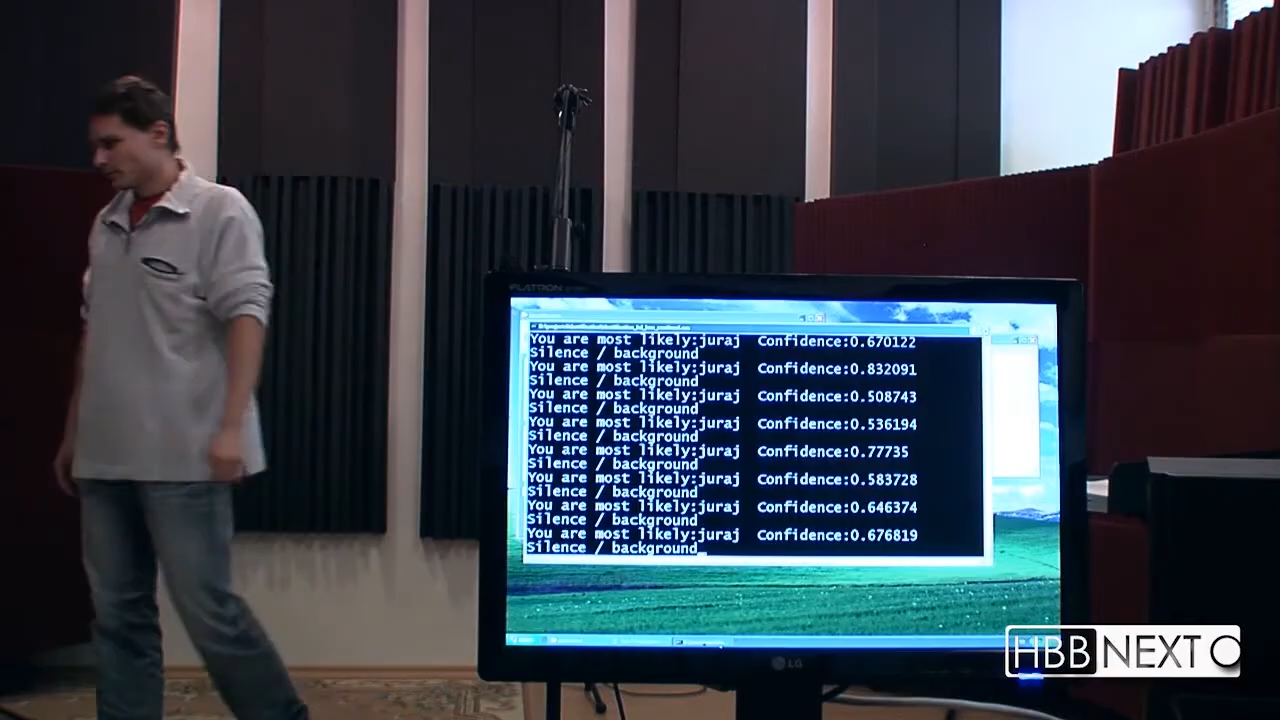 FLATRON
You are most likely:juraj Confidence:0.670122
Silence / background
You are most likely:juraj Confidence:0.832091
Silence / background
You are most likely:juraj Confidence:0.508743
Silence / background
You are most likely:juraj Confidence:0.536194
Silence / background
You are most likely:juraj Confidence:0.77735
Silence / background
You are most likely:juraj Confidence:0.583728
Silence / background
You are most likely:juraj Confidence:0.646374
Silence / background
You are most likely:juraj Confidence:0.676819
Silence / background_
LG
HBB NEXT